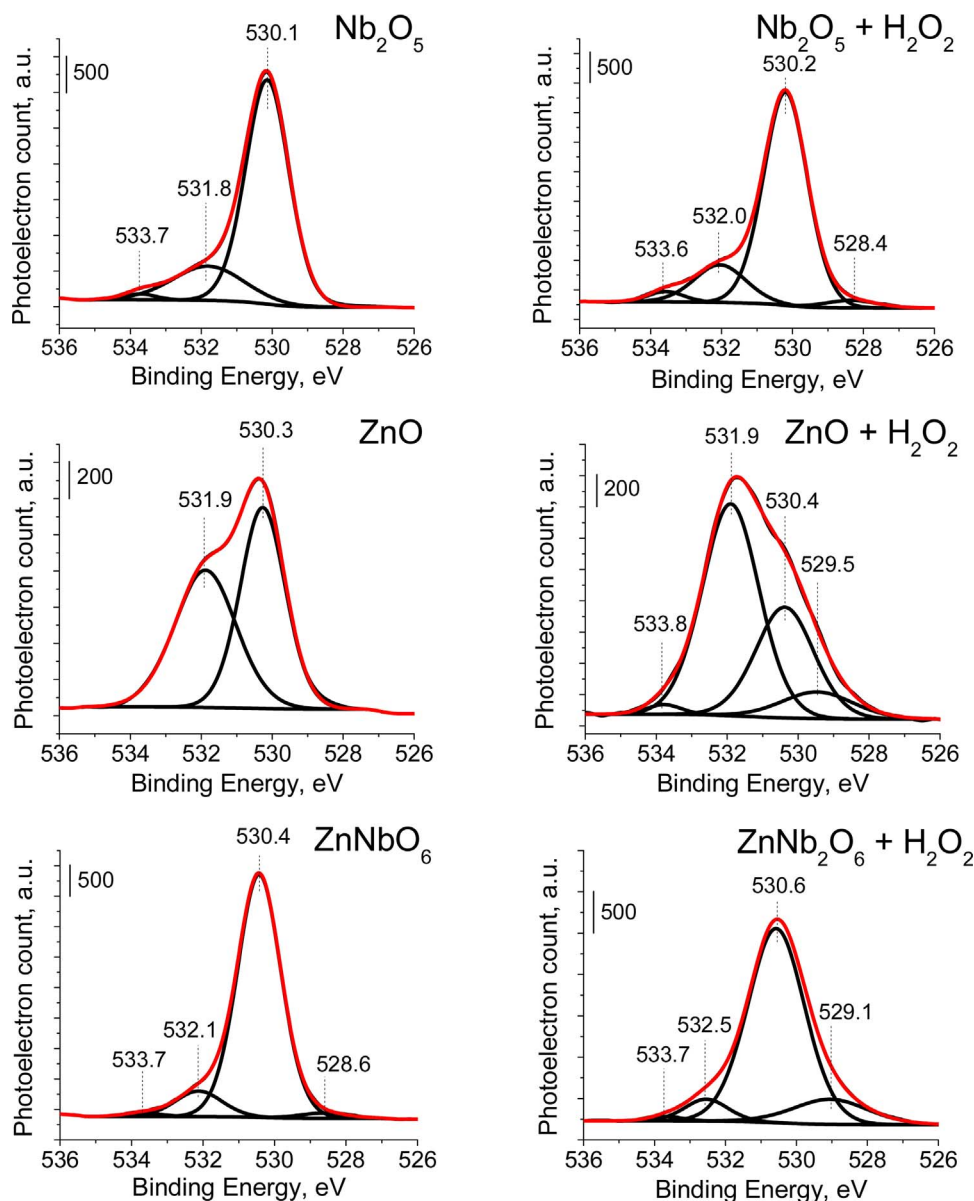 Nb₂O₅
530.1
500
531.8
533.7
Photoelectron count, a.u.
536 534 532 530 528 526
Binding Energy, eV
Nb₂O₅ + H₂O₂
530.2
500
532.0
533.6
528.4
Photoelectron count, a.u.
536 534 532 530 528 526
Binding Energy, eV
ZnO
530.3
200
531.9
Photoelectron count, a.u.
536 534 532 530 528 526
Binding Energy, eV
ZnO + H₂O₂
531.9
200
530.4
529.5
533.8
Photoelectron count, a.u.
536 534 532 530 528 526
Binding Energy, eV
ZnNbO₆
530.4
500
532.1
533.7
528.6
Photoelectron count, a.u.
536 534 532 530 528 526
Binding Energy, eV
ZnNb₂O₆ + H₂O₂
530.6
500
529.1
532.5
533.7
Photoelectron count, a.u.
536 534 532 530 528 526
Binding Energy, eV